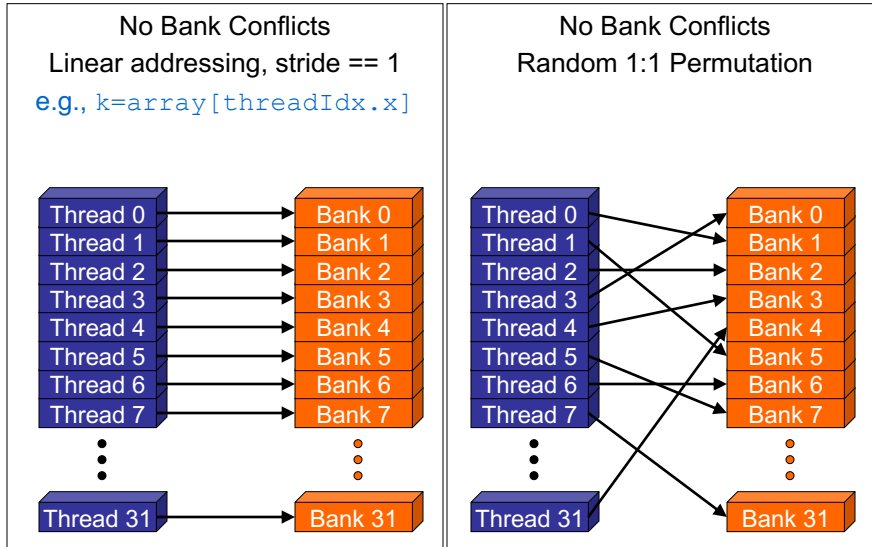 No Bank Conflicts
Linear addressing, stride == 1
e.g., k=array[threadIdx.x]
Thread 0
Thread 1
Thread 2
Thread 3
Thread 4
Thread 5
Thread 6
Thread 7
Thread 31
Bank 0
Bank 1
Bank 2
Bank 3
Bank 4
Bank 5
Bank 6
Bank 7
Bank 31
No Bank Conflicts
Random 1:1 Permutation
Thread 0
Thread 1
Thread 2
Thread 3
Thread 4
Thread 5
Thread 6
Thread 7
Thread 31
Bank 0
Bank 1
Bank 2
Bank 3
Bank 4
Bank 5
Bank 6
Bank 7
Bank 31